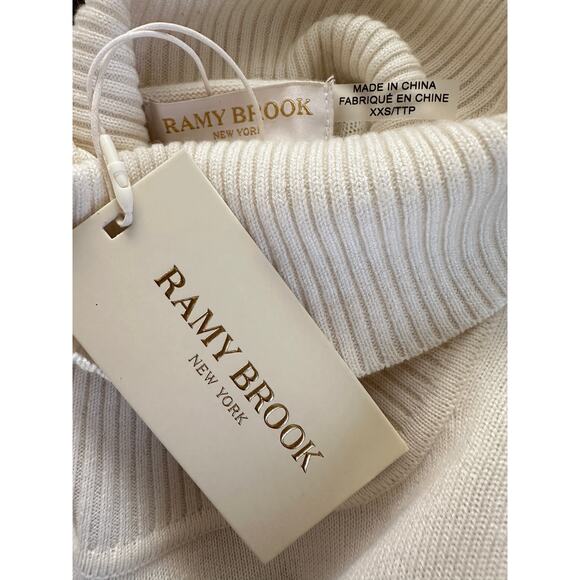 RAMY BROOK
NEW YORK
MADE IN CHINA
FABRIQUÉ EN CHINE
XXS/TTP
RAMY BROOK
NEW YORK